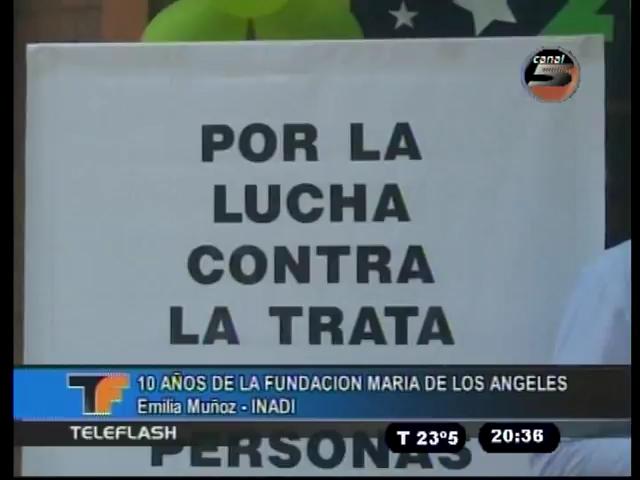 canal
5
POR LA
LUCHA
CONTRA
LA TRATA
10 AÑOS DE LA FUNDACION MARIA DE LOS ANGELES
Emilia Muñoz - INADI
TF
TELEFLASH
T 23°5
20:36
PERSONAS